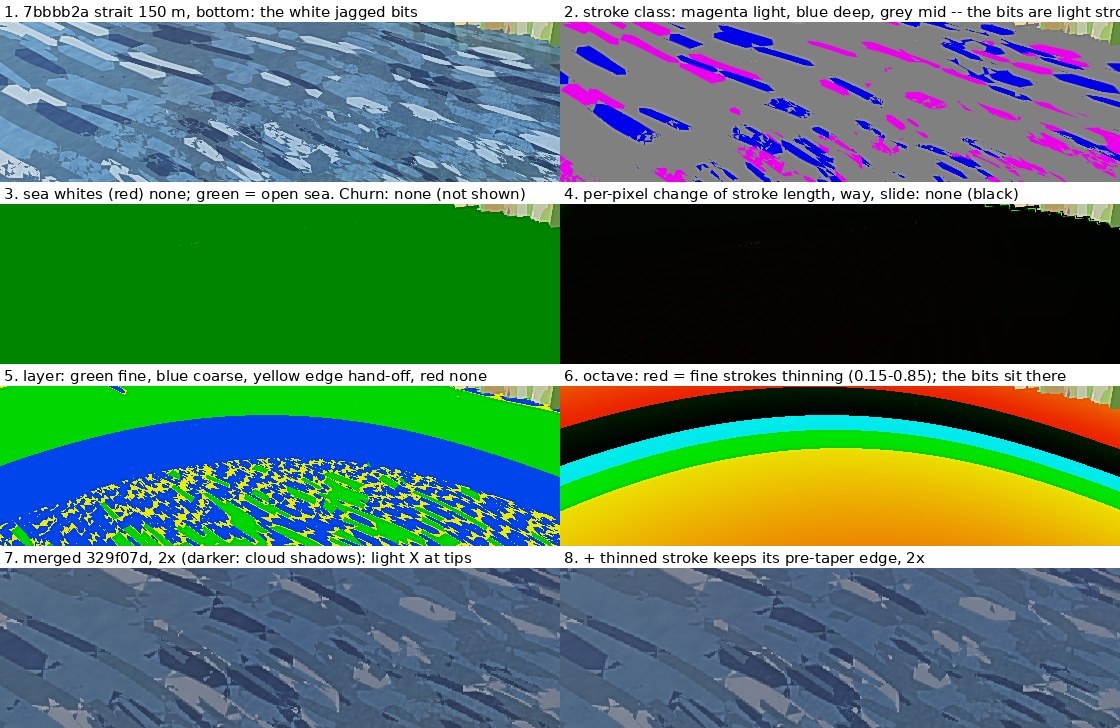 1. 7bbbb2a strait 150 m, bottom: the white jagged bits
2. stroke class: magenta light, blue deep, grey mid -- the bits are light stro
3. sea whites (red) none; green = open sea. Churn: none (not shown)
4. per-pixel change of stroke length, way, slide: none (black)
5. layer: green fine, blue coarse, yellow edge hand-off, red none
6. octave: red = fine strokes thinning (0.15-0.85); the bits sit there
7. merged 329f07d, 2x (darker: cloud shadows): light X at tips
8. + thinned stroke keeps its pre-taper edge, 2x